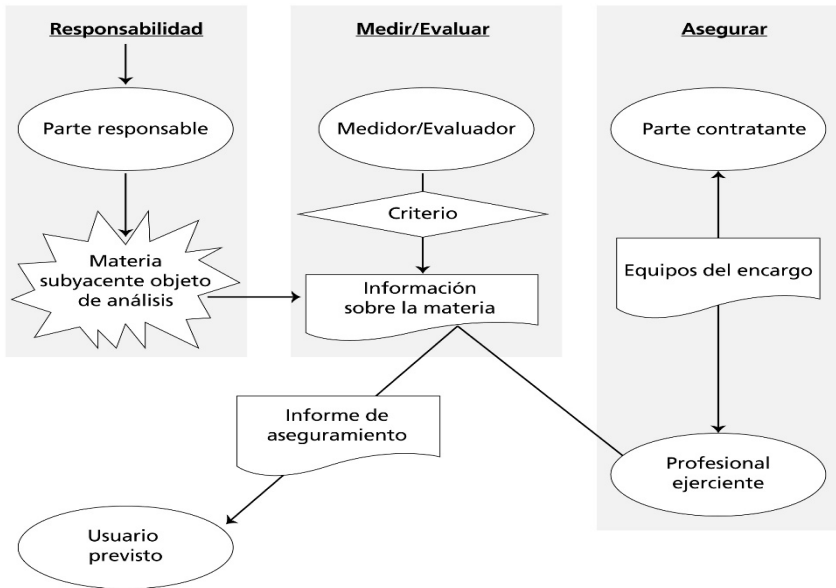 Responsabilidad
Medir/Evaluar
Asegurar
Parte responsable
Medidor/Evaluador
Parte contratante
Criterio
Materia
subyacente objeto
de análisis
Información
sobre la materia
Equipos del encargo
Informe de
aseguramiento
Profesional
ejerciente
Usuario
previsto